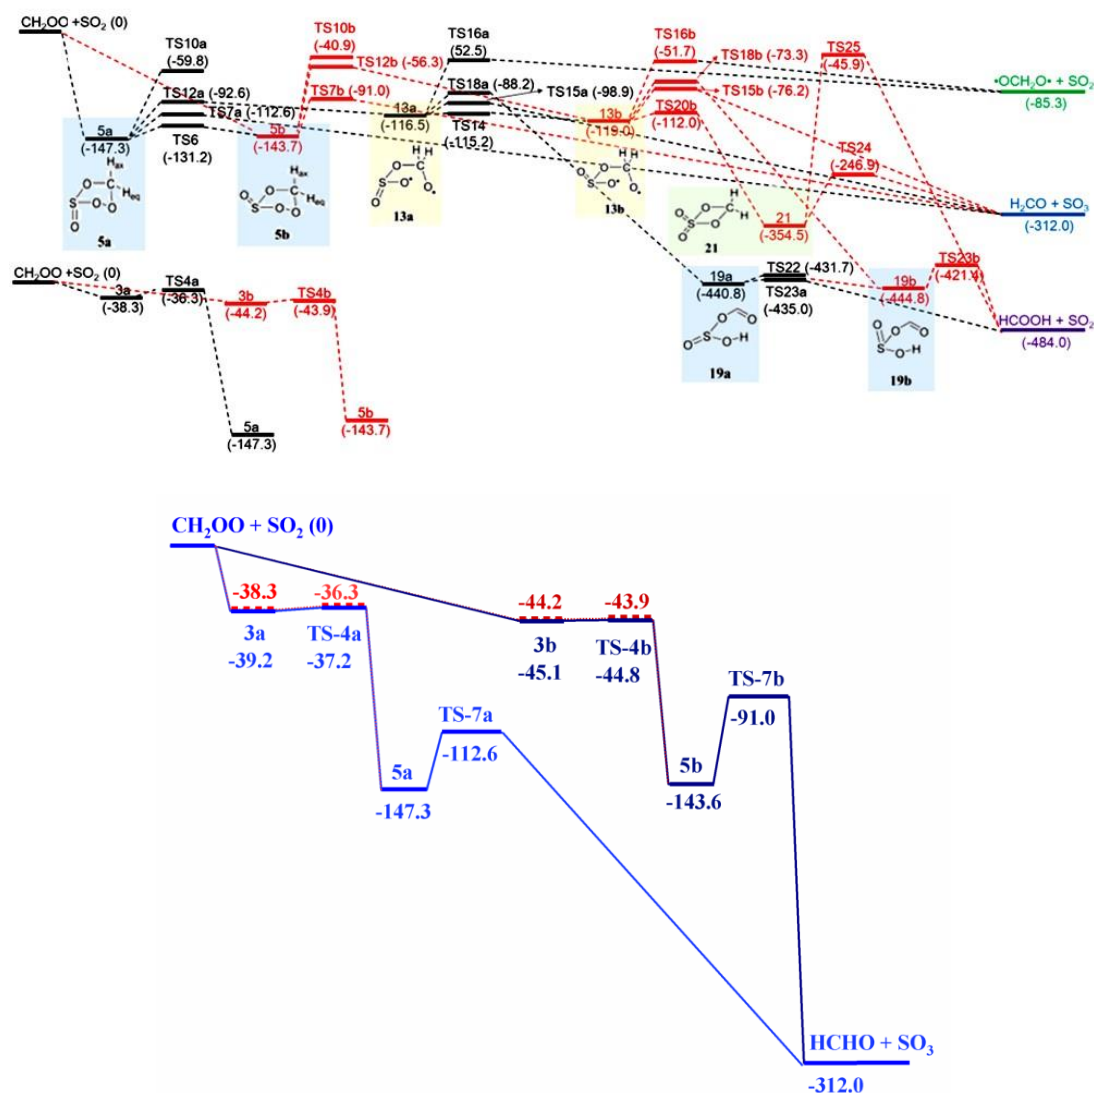 CH2OO +SO2 (0)
TS10a
(-59.8)
TS12a (-92.6)
TS7a (-112.6)
TS6
(-131.2)
5a
(-147.3)
Hax
Heq
O
O
O
S
O
5a
TS10b
(-40.9)
TS12b (-56.3)
TS7b (-91.0)
5b
(-143.7)
Hax
Heq
O
O
S
O
O
5b
TS16a
(52.5)
TS18a (-88.2)
TS15a (-98.9)
TS14
(-115.2)
13a
(-116.5)
H
H
O
S
O•
O
O•
13a
TS16b
(-51.7)
TS18b (-73.3)
TS15b (-76.2)
TS20b
(-112.0)
13b
(-119.0)
H
H
O
O
S
O•
O•
13b
TS25
(-45.9)
TS24
(-246.9)
21
(-354.5)
O
O
S
O
O
H
H
21
•OCH2O• + SO2
(-85.3)
H2CO + SO3
(-312.0)
19a
(-440.8)
TS22 (-431.7)
TS23a
(-435.0)
O
O
S
O
O
H
19a
19b
(-444.8)
TS23b
(-421.4)
O
O
O
S
O
H
19b
HCOOH + SO2
(-484.0)
CH2OO +SO2 (0)
3a
(-38.3)
TS4a
(-36.3)
3b
(-44.2)
TS4b
(-43.9)
5a
(-147.3)
5b
(-143.7)
CH2OO + SO2 (0)
-38.3
-36.3
3a
-39.2
TS-4a
-37.2
-44.2
-43.9
3b
-45.1
TS-4b
-44.8
TS-7b
-91.0
TS-7a
-112.6
5a
-147.3
5b
-143.6
HCHO + SO3
-312.0